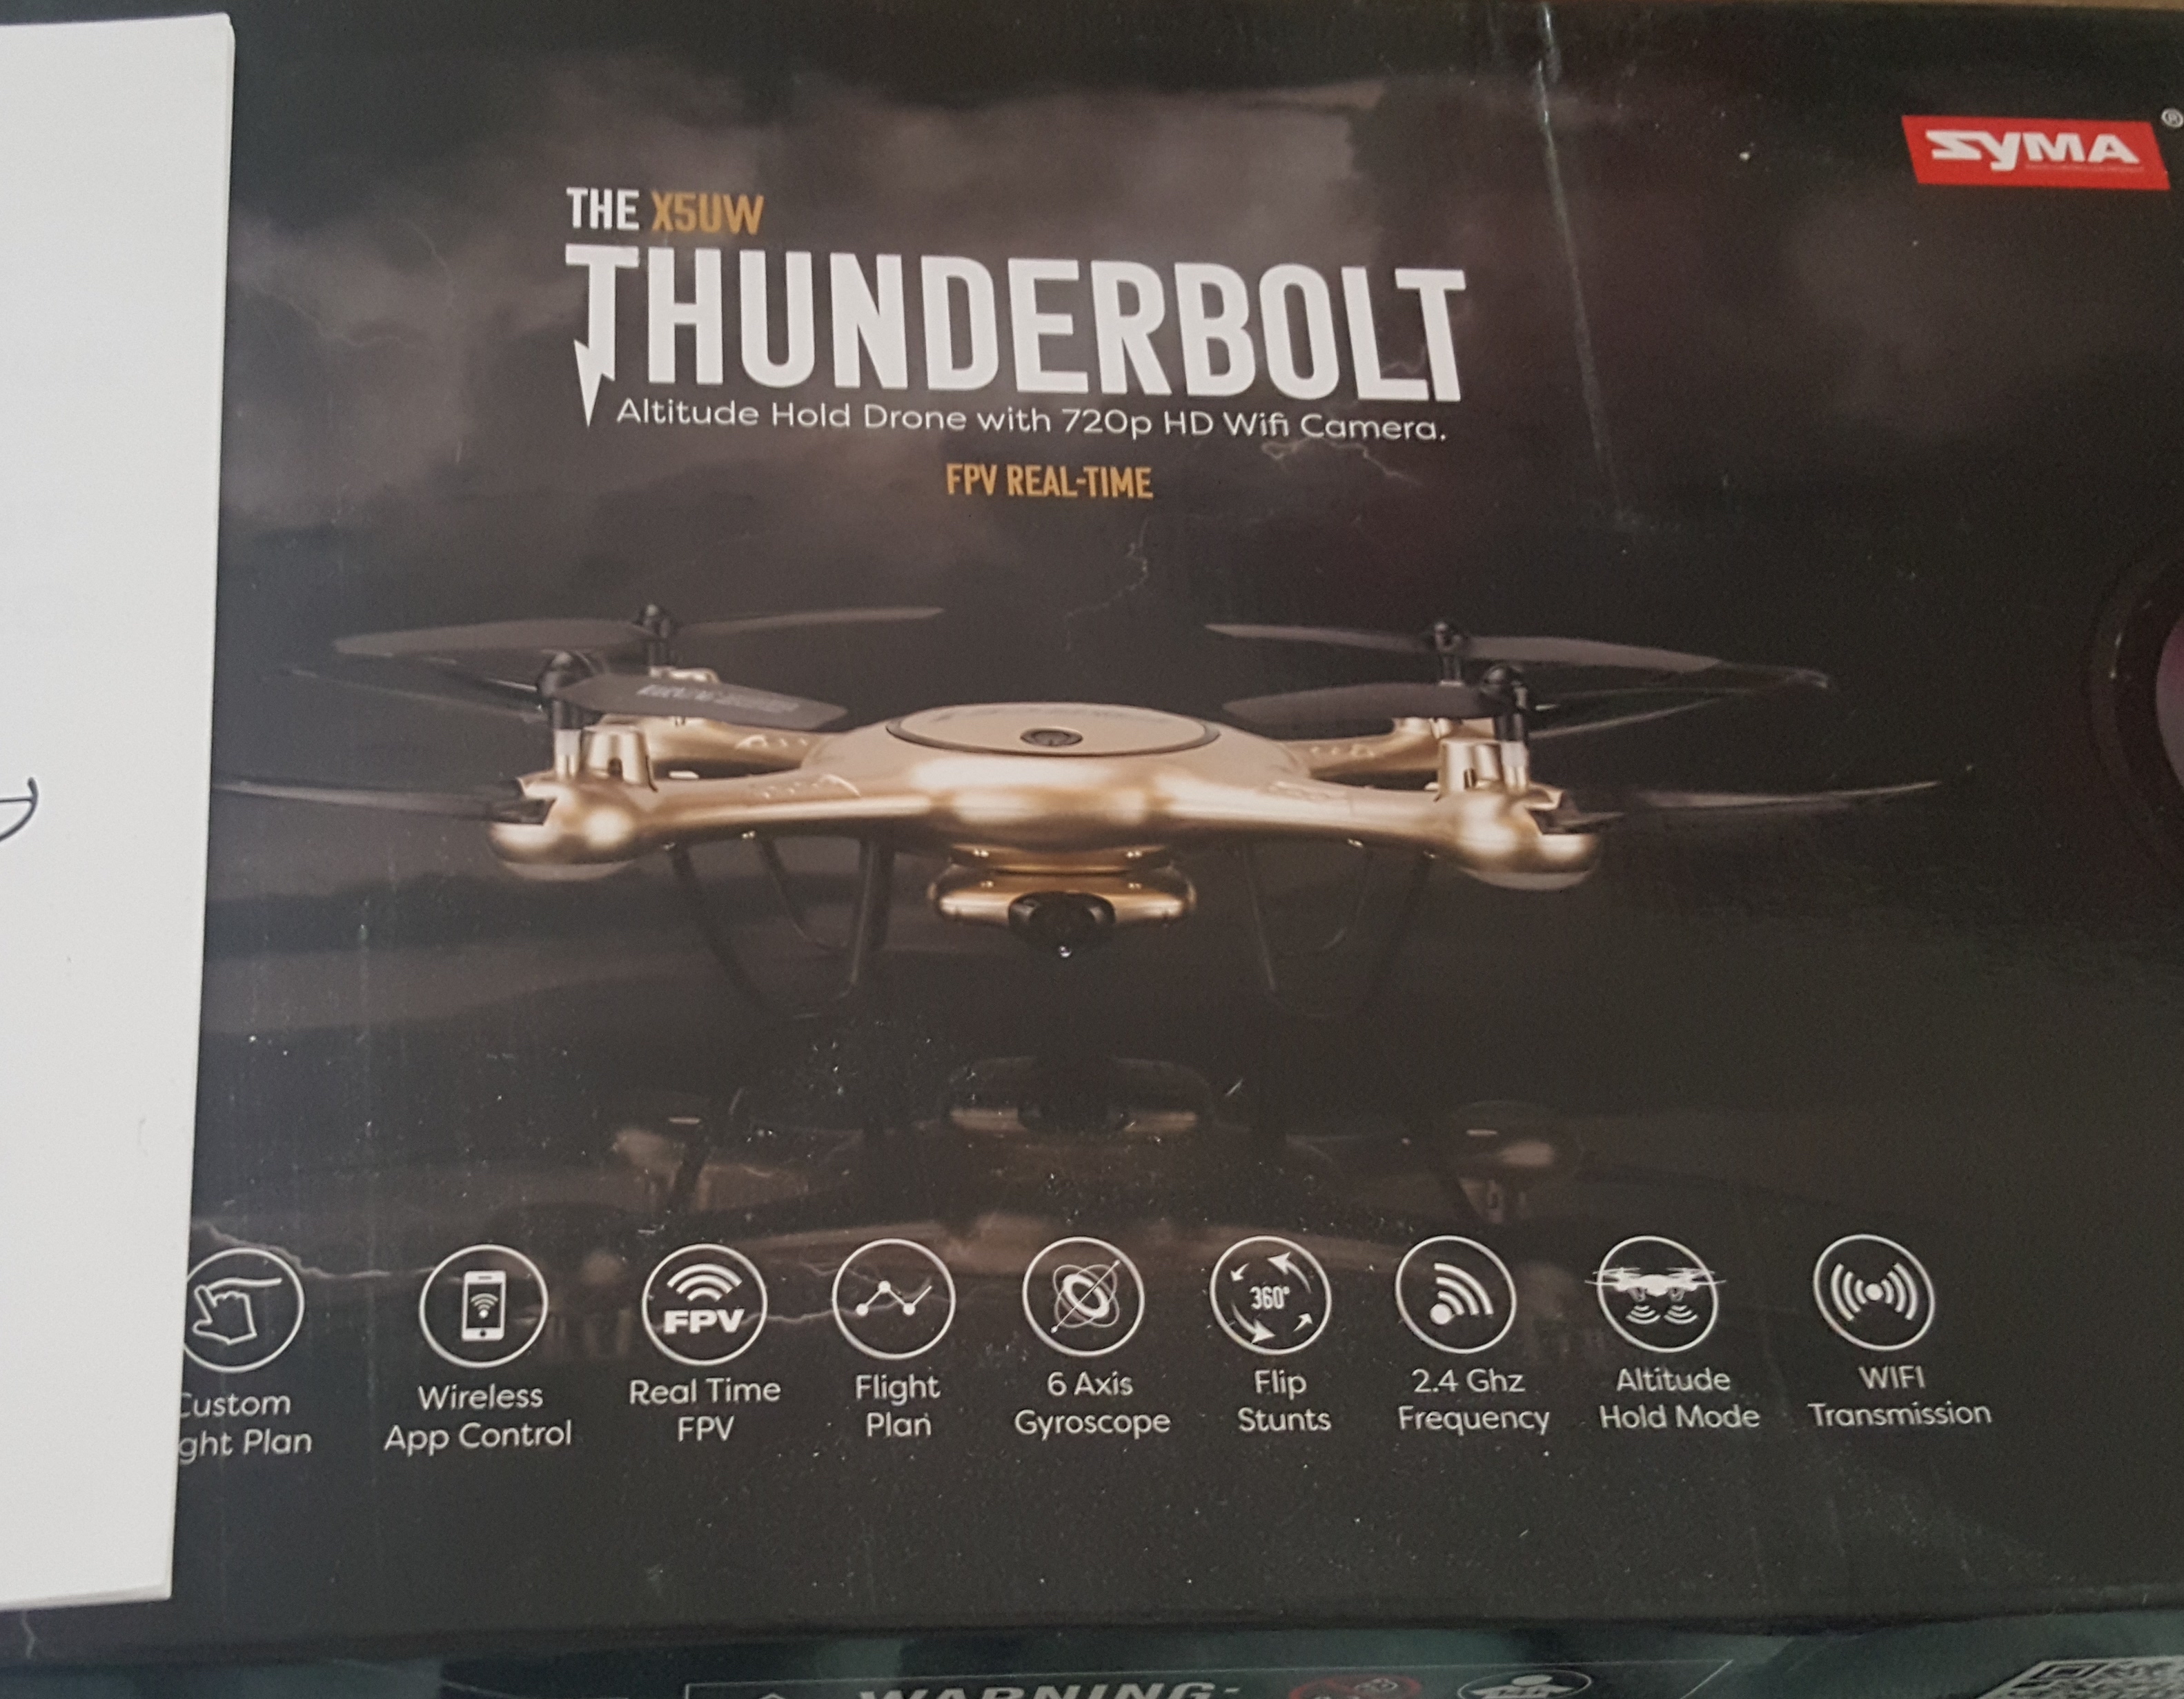 SYMA®
THE X5UW
THUNDERBOLT
Altitude Hold Drone with 720p HD Wifi Camera.
FPV REAL-TIME
FPV
360°
Custom
ght Plan
Wireless
App Control
Real Time
FPV
Flight
Plan
6 Axis
Gyroscope
Flip
Stunts
2.4 Ghz
Frequency
Altitude
Hold Mode
WIFI
Transmission
WARNING: